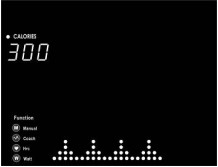 CALORIES
300
Function
Manual
Coach
Hrc
Watt
W